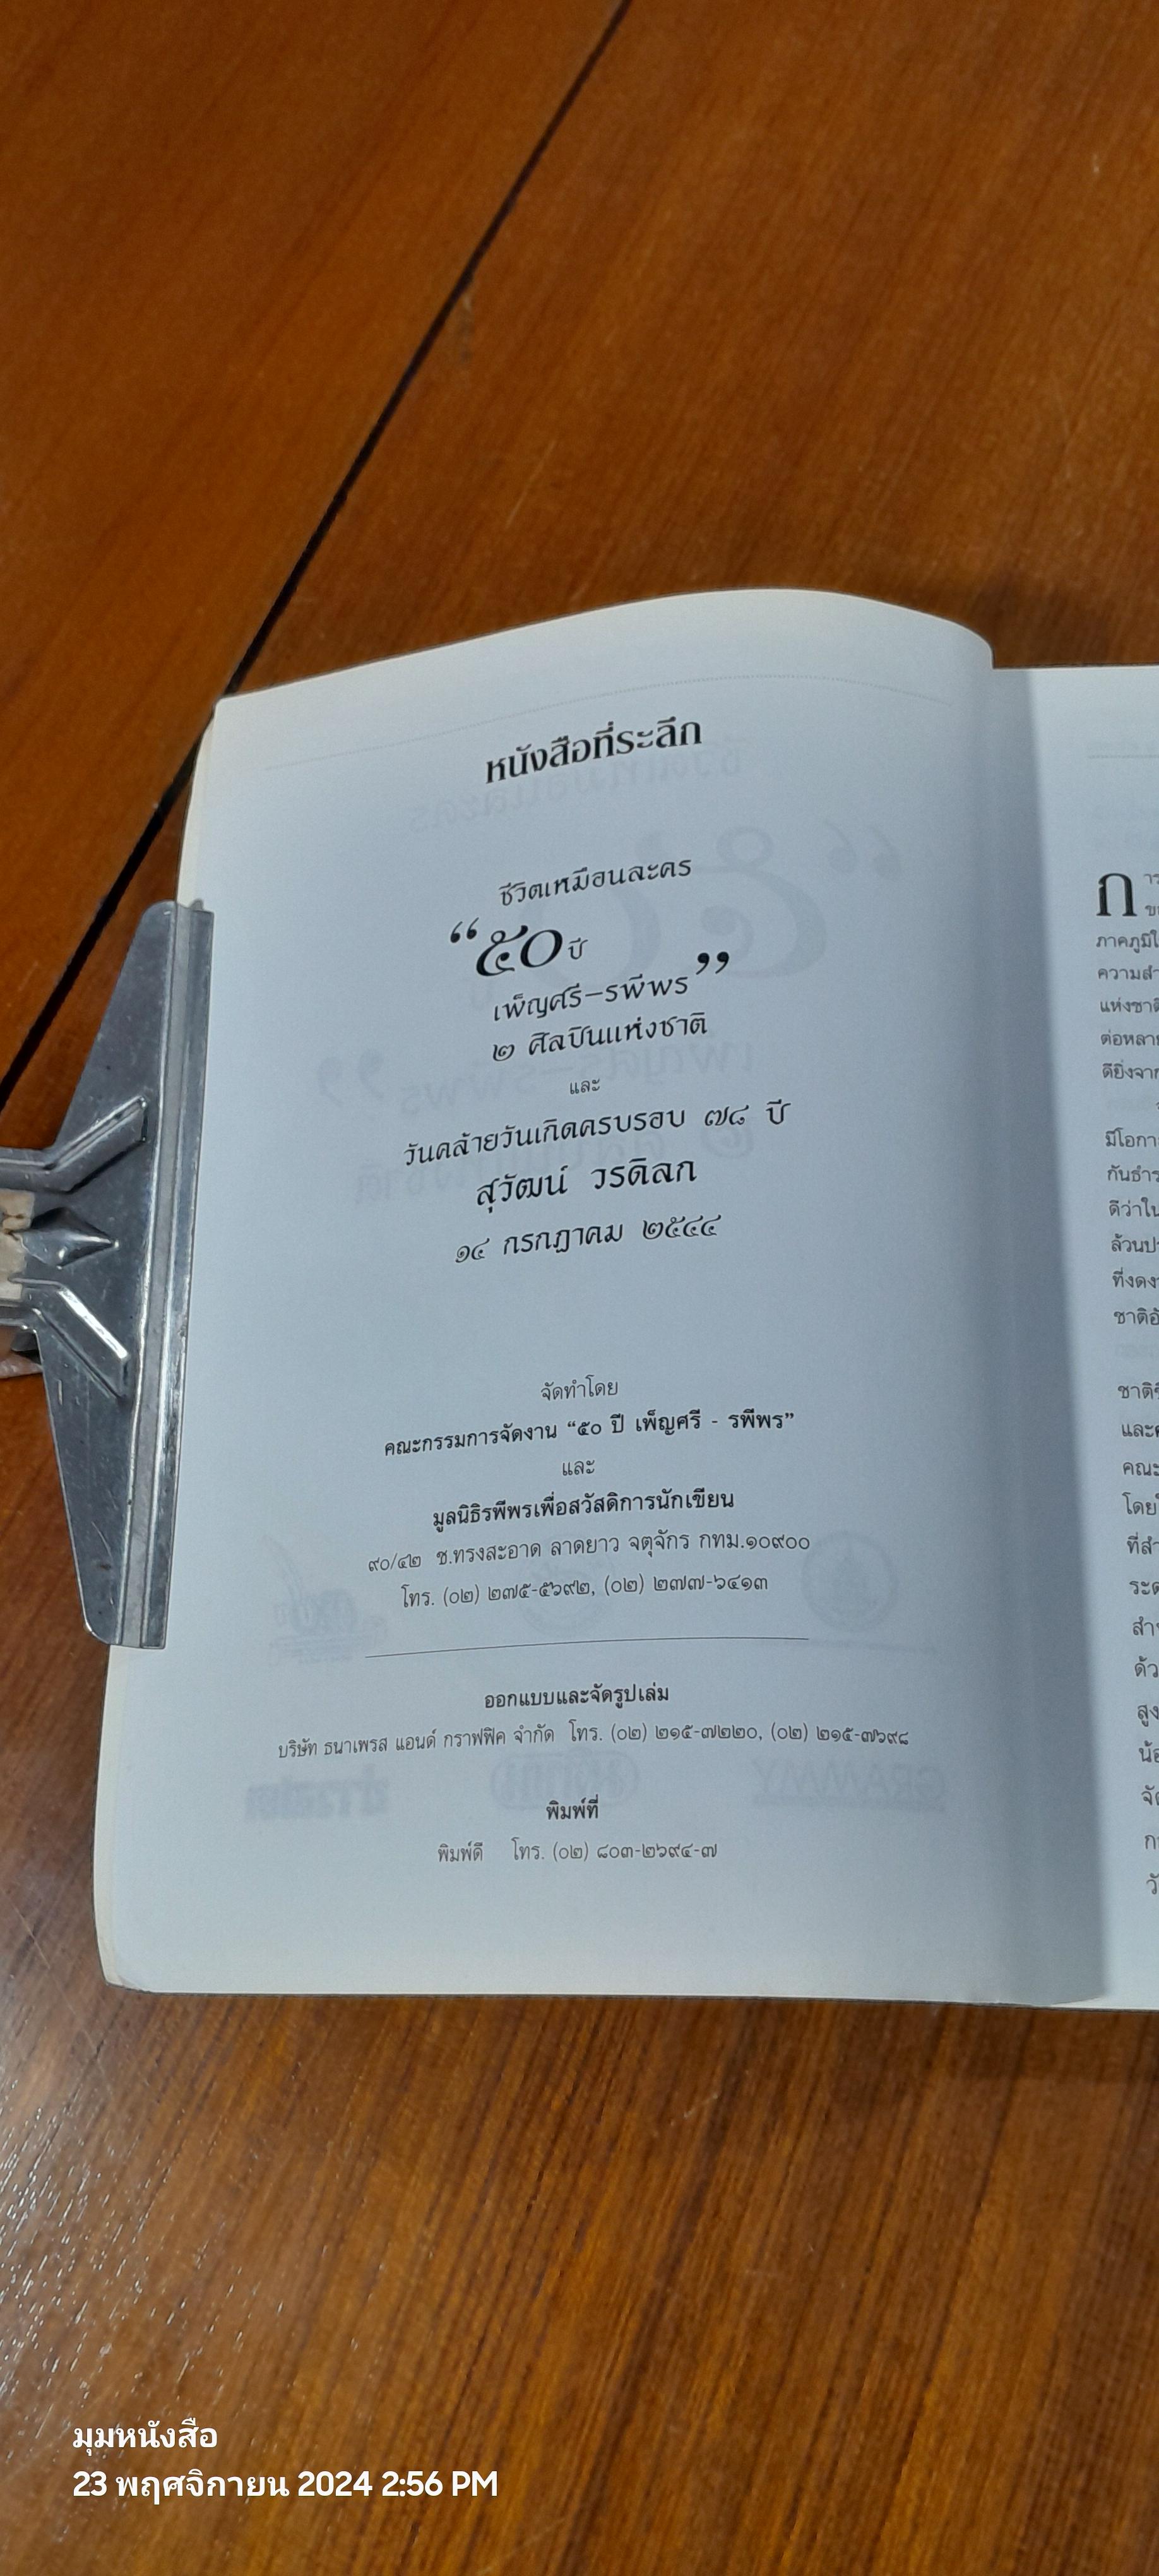 หนังสือที่ระลึก
ชีวิตเหมือนละคร
“๕๐ ปี
เพ็ญศรี–รพีพร”
๒ ศิลปินแห่งชาติ
และ
วันคล้ายวันเกิดครบรอบ ๗๘ ปี
สุวัฒน์ วรดิลก
๑๔ กรกฎาคม ๒๕๔๔
จัดทำโดย
คณะกรรมการจัดงาน “๕๐ ปี เพ็ญศรี - รพีพร”
และ
มูลนิธิรพีพรเพื่อสวัสดิการนักเขียน
๙๐/๔๒ ซ.ทรงสะอาด ลาดยาว จตุจักร กทม.๑๐๙๐๐
โทร. (๐๒) ๒๗๕-๕๖๙๒, (๐๒) ๒๗๗-๖๔๑๓
ออกแบบและจัดรูปเล่ม
บริษัท ธนาเพรส แอนด์ กราฟฟิค จำกัด โทร. (๐๒) ๒๑๕-๗๒๒๐, (๐๒) ๒๑๕-๗๖๙๘
พิมพ์ที่
พิมพ์ดี โทร. (๐๒) ๘๐๓-๒๖๙๔-๗
ภาคภูมิ
แห่งชาติ
ต่อหลาย
ดียิ่งจาก
มีโอกา
กันธำร
ดีว่าใน
ล้วนปร
ที่งดง
ชาติ
และ
คณะ
โดย
ที่สำ
ระด
ด้ว
สูง
น้อ
มุมหนังสือ
23 พฤศจิกายน 2024 2:56 PM